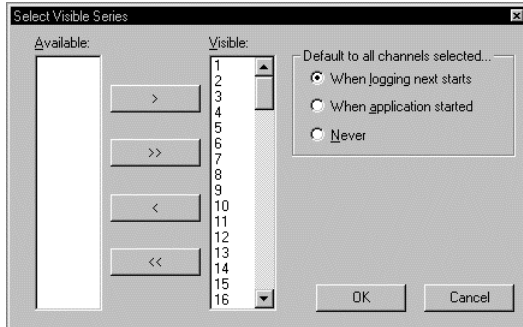 Select Visible Series
Available:
Visible:
>
>>
<
<<
1
2
3
4
5
6
7
8
9
10
11
12
13
14
15
16
Default to all channels selected...
When logging next starts
When application started
Never
OK
Cancel